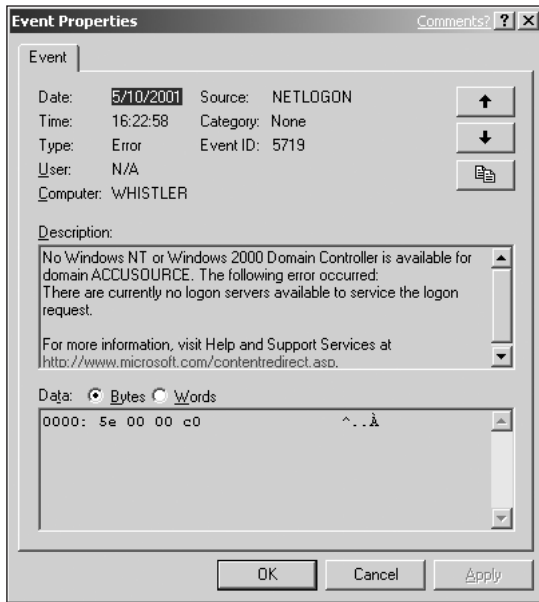 Event Properties Comments? ? X
Event
Date: 5/10/2001 Source: NETLOGON
Time: 16:22:58 Category: None
Type: Error Event ID: 5719
User: N/A
Computer: WHISTLER
Description:
No Windows NT or Windows 2000 Domain Controller is available for
domain ACCUSOURCE. The following error occurred:
There are currently no logon servers available to service the logon
request.
For more information, visit Help and Support Services at
http://www.microsoft.com/contentredirect.asp.
Data: Bytes Words
0000: 5e 00 00 c0 ^..À
OK Cancel Apply